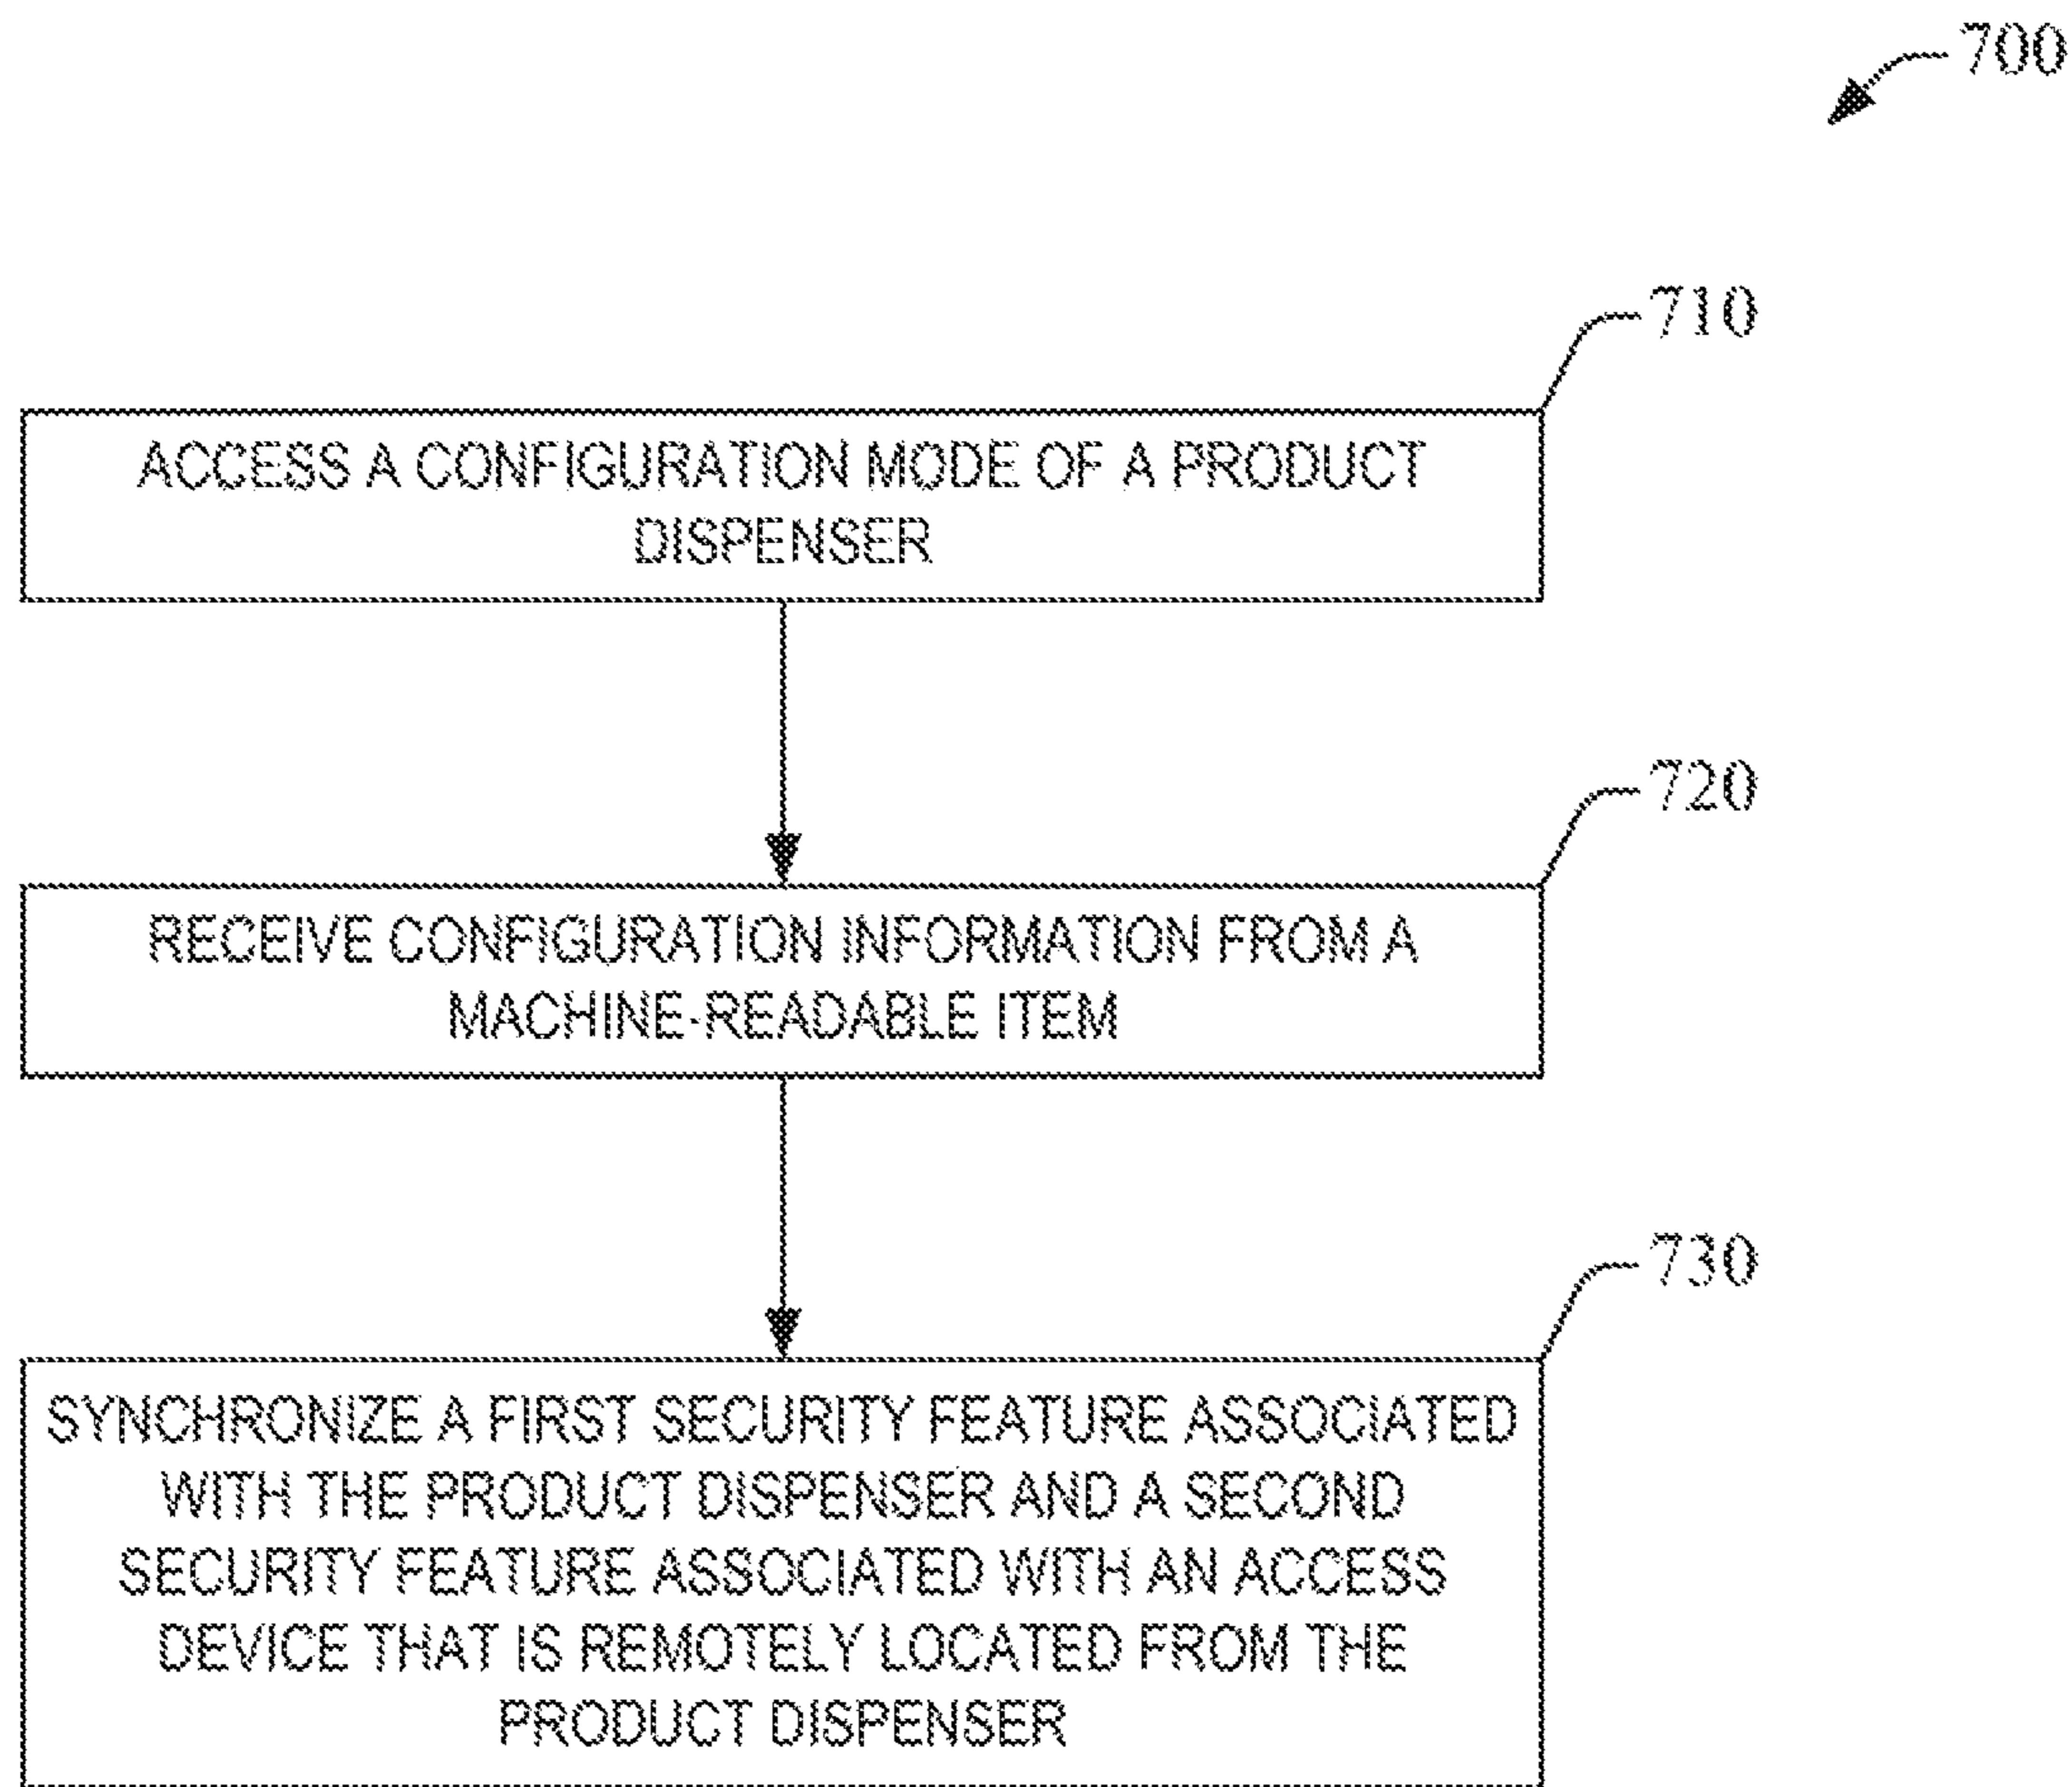 700
710
ACCESS A CONFIGURATION MODE OF A PRODUCT
DISPENSER
720
RECEIVE CONFIGURATION INFORMATION FROM A
MACHINE-READABLE ITEM
730
SYNCHRONIZE A FIRST SECURITY FEATURE ASSOCIATED
WITH THE PRODUCT DISPENSER AND A SECOND
SECURITY FEATURE ASSOCIATED WITH AN ACCESS
DEVICE THAT IS REMOTELY LOCATED FROM THE
PRODUCT DISPENSER